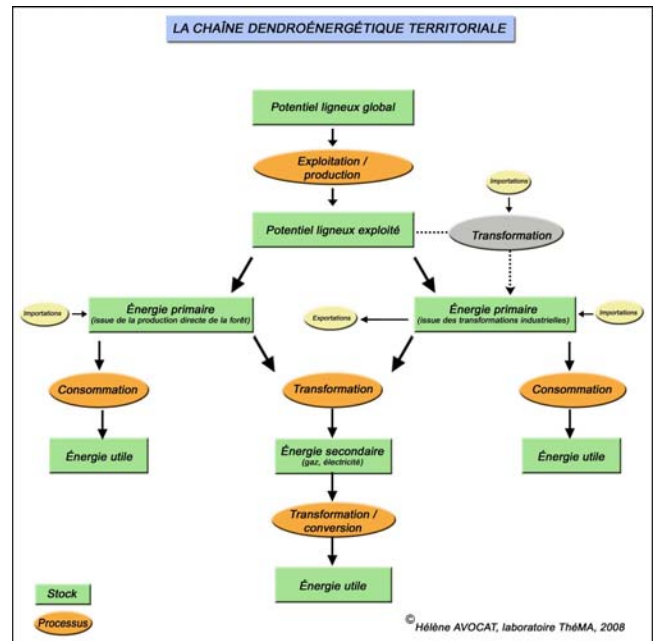 LA CHAÎNE DENDROÉNERGÉTIQUE TERRITORIALE
Potentiel ligneux global
Exploitation /
production
Importations
Potentiel ligneux exploité
Transformation
Importations
Énergie primaire
(issue de la production directe de la forêt)
Exportations
Énergie primaire
(issue des transformations industrielles)
Importations
Consommation
Transformation
Consommation
Énergie utile
Énergie secondaire
(gaz, électricité)
Énergie utile
Transformation /
conversion
Énergie utile
Stock
Processus
© Hélène AVOCAT, laboratoire ThéMA, 2008